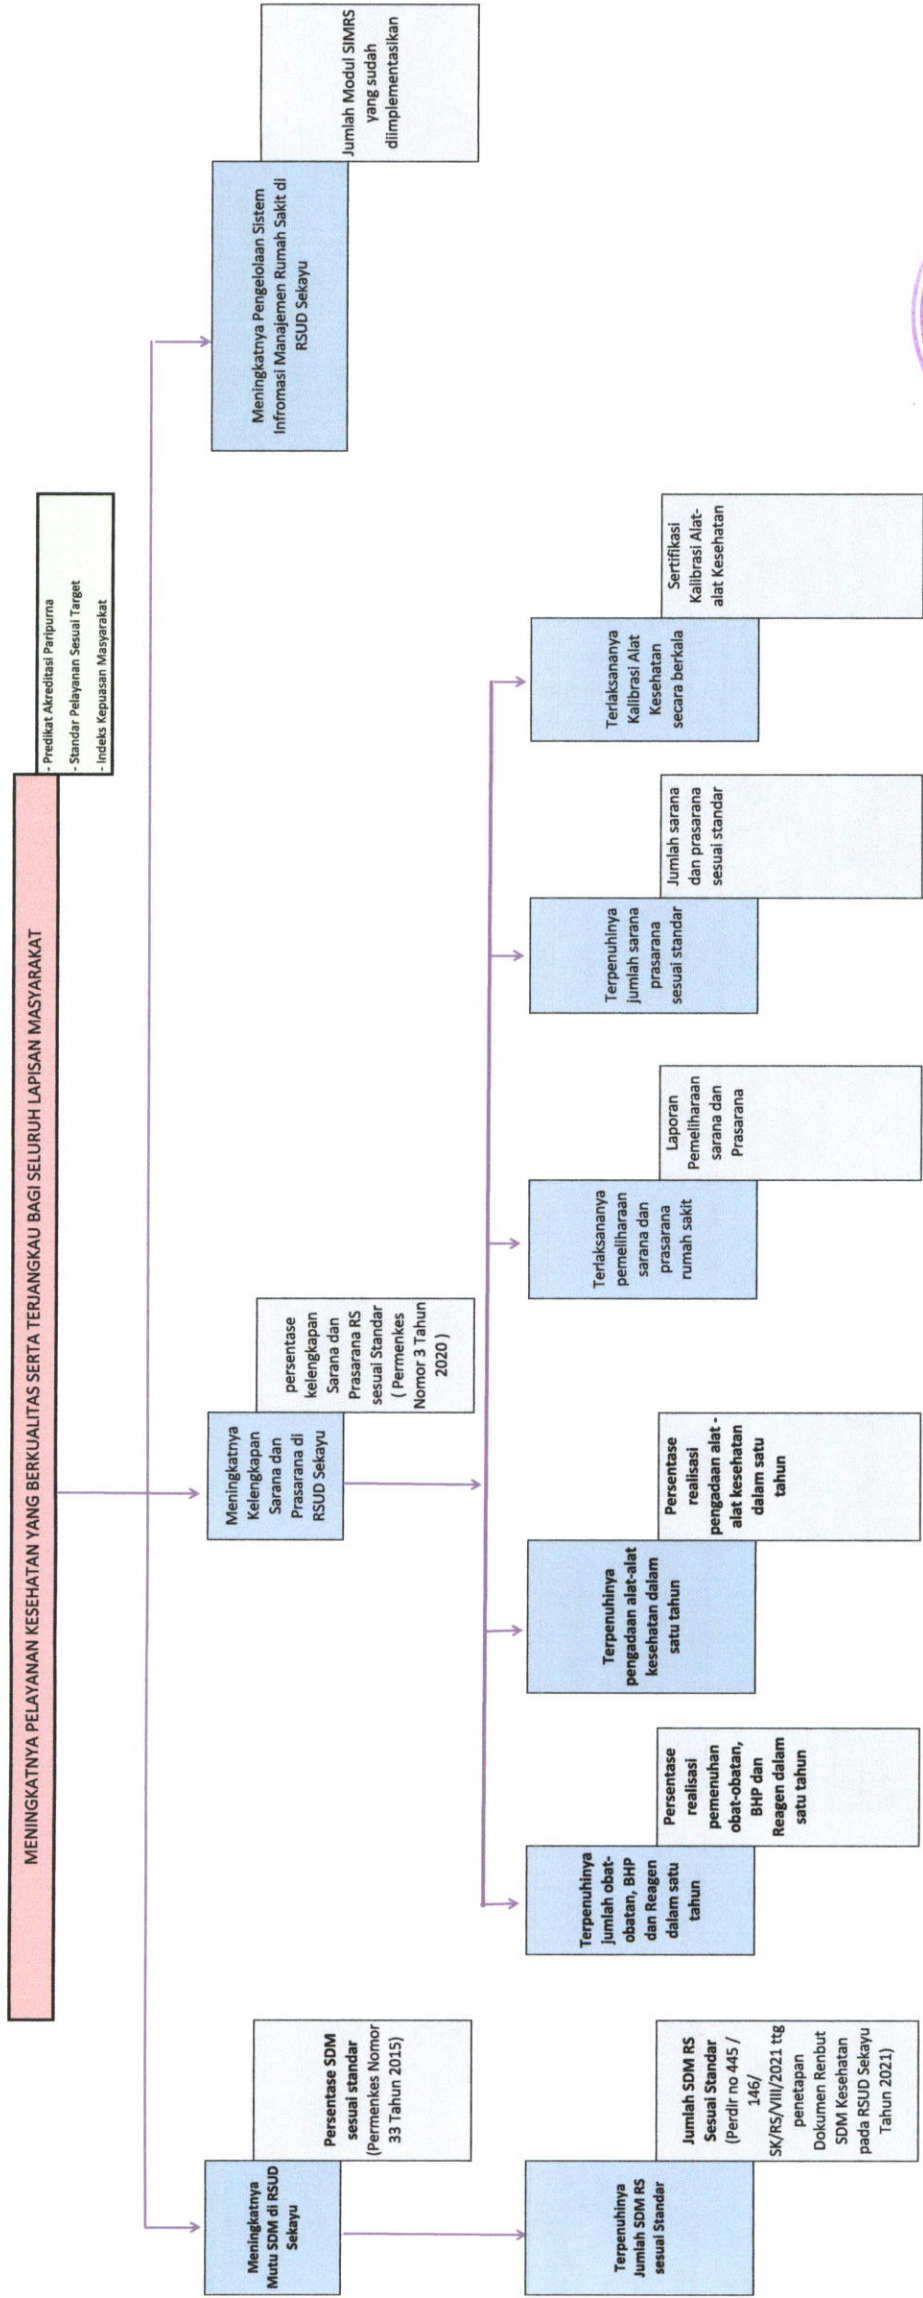 MENINGKATNYA PELAYANAN KESEHATAN YANG BERKUALITAS SERTA TERJANGKAU BAGI SELURUH LAPISAN MASYARAKAT
- Predikat Akreditasi Paripurna
- Standar Pelayanan Sesuai Target
- Indeks Kepuasan Masyarakat
Meningkatnya
Mutu SDM di RSUD
Sekayu
Persentase SDM
sesuai standar
(Permenkes Nomor
33 Tahun 2015)
Meningkatnya
Kelengkapan
Sarana dan
Prasarana di
RSUD Sekayu
persentase
kelengkapan
Sarana dan
Prasarana RS
sesuai Standar
( Permenkes
Nomor 3 Tahun
2020 )
Meningkatnya Pengelolaan Sistem
Infromasi Manajemen Rumah Sakit di
RSUD Sekayu
Jumlah Modul SIMRS
yang sudah
diimplementasikan
Terpenuhinya
Jumlah SDM RS
sesuai Standar
Jumlah SDM RS
Sesuai Standar
(Perdir no 445 /
146/
SK/RS/VIII/2021 ttg
penetapan
Dokumen Renbut
SDM Kesehatan
pada RSUD Sekayu
Tahun 2021)
Terpenuhinya
jumlah obat-
obatan, BHP
dan Reagen
dalam satu
tahun
Persentase
realisasi
pemenuhan
obat-obatan,
BHP dan
Reagen dalam
satu tahun
Terpenuhinya
pengadaan alat-alat
kesehatan dalam
satu tahun
Persentase
realisasi
pengadaan alat -
alat kesehatan
dalam satu
tahun
Terlaksananya
pemeliharaan
sarana dan
prasarana
rumah sakit
Laporan
Pemeliharaan
sarana dan
Prasarana
Terpenuhinya
jumlah sarana
prasarana
sesuai standar
Jumlah sarana
dan prasarana
sesuai standar
Terlaksananya
Kalibrasi Alat
Kesehatan
secara berkala
Sertifikasi
Kalibrasi Alat-
alat Kesehatan